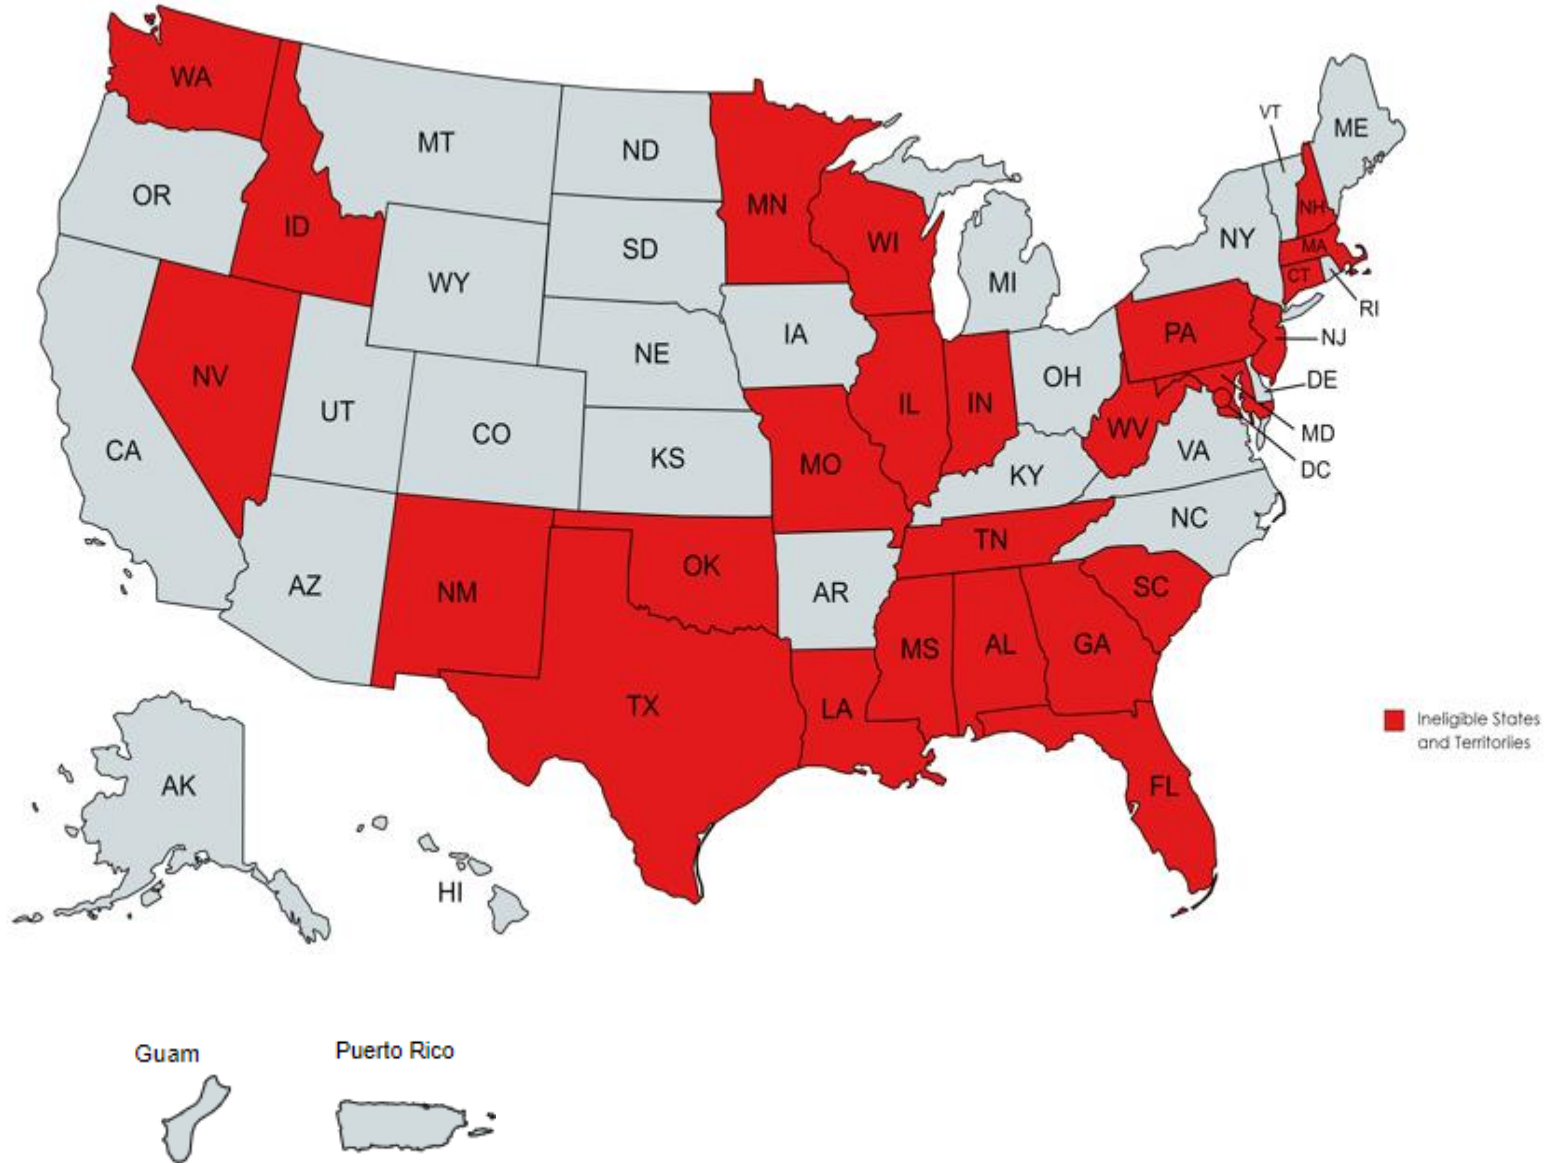 WA
MT
ND
MN
VT
ME
OR
ID
SD
WI
NH
NY
MA
WY
MI
CT
RI
IA
NE
PA
NJ
NV
UT
CO
IL
IN
OH
DE
CA
KS
MO
WV
VA
MD
KY
DC
NC
TN
AZ
NM
OK
AR
SC
MS
AL
GA
TX
LA
Ineligible States
and Territoriies
AK
FL
HI
Guam
Puerto Rico